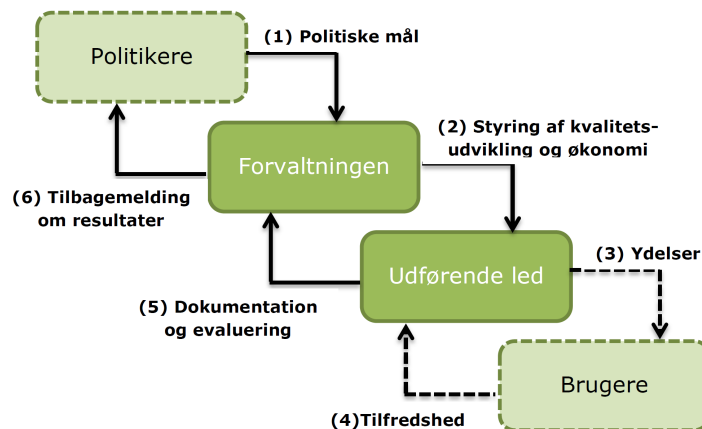 Politikere
(1) Politiske mål
Forvaltningen
(2) Styring af kvalitets-
udvikling og økonomi
(6) Tilbagemelding
om resultater
Udførende led
(3) Ydelser
(5) Dokumentation
og evaluering
Brugere
(4)Tilfredshed